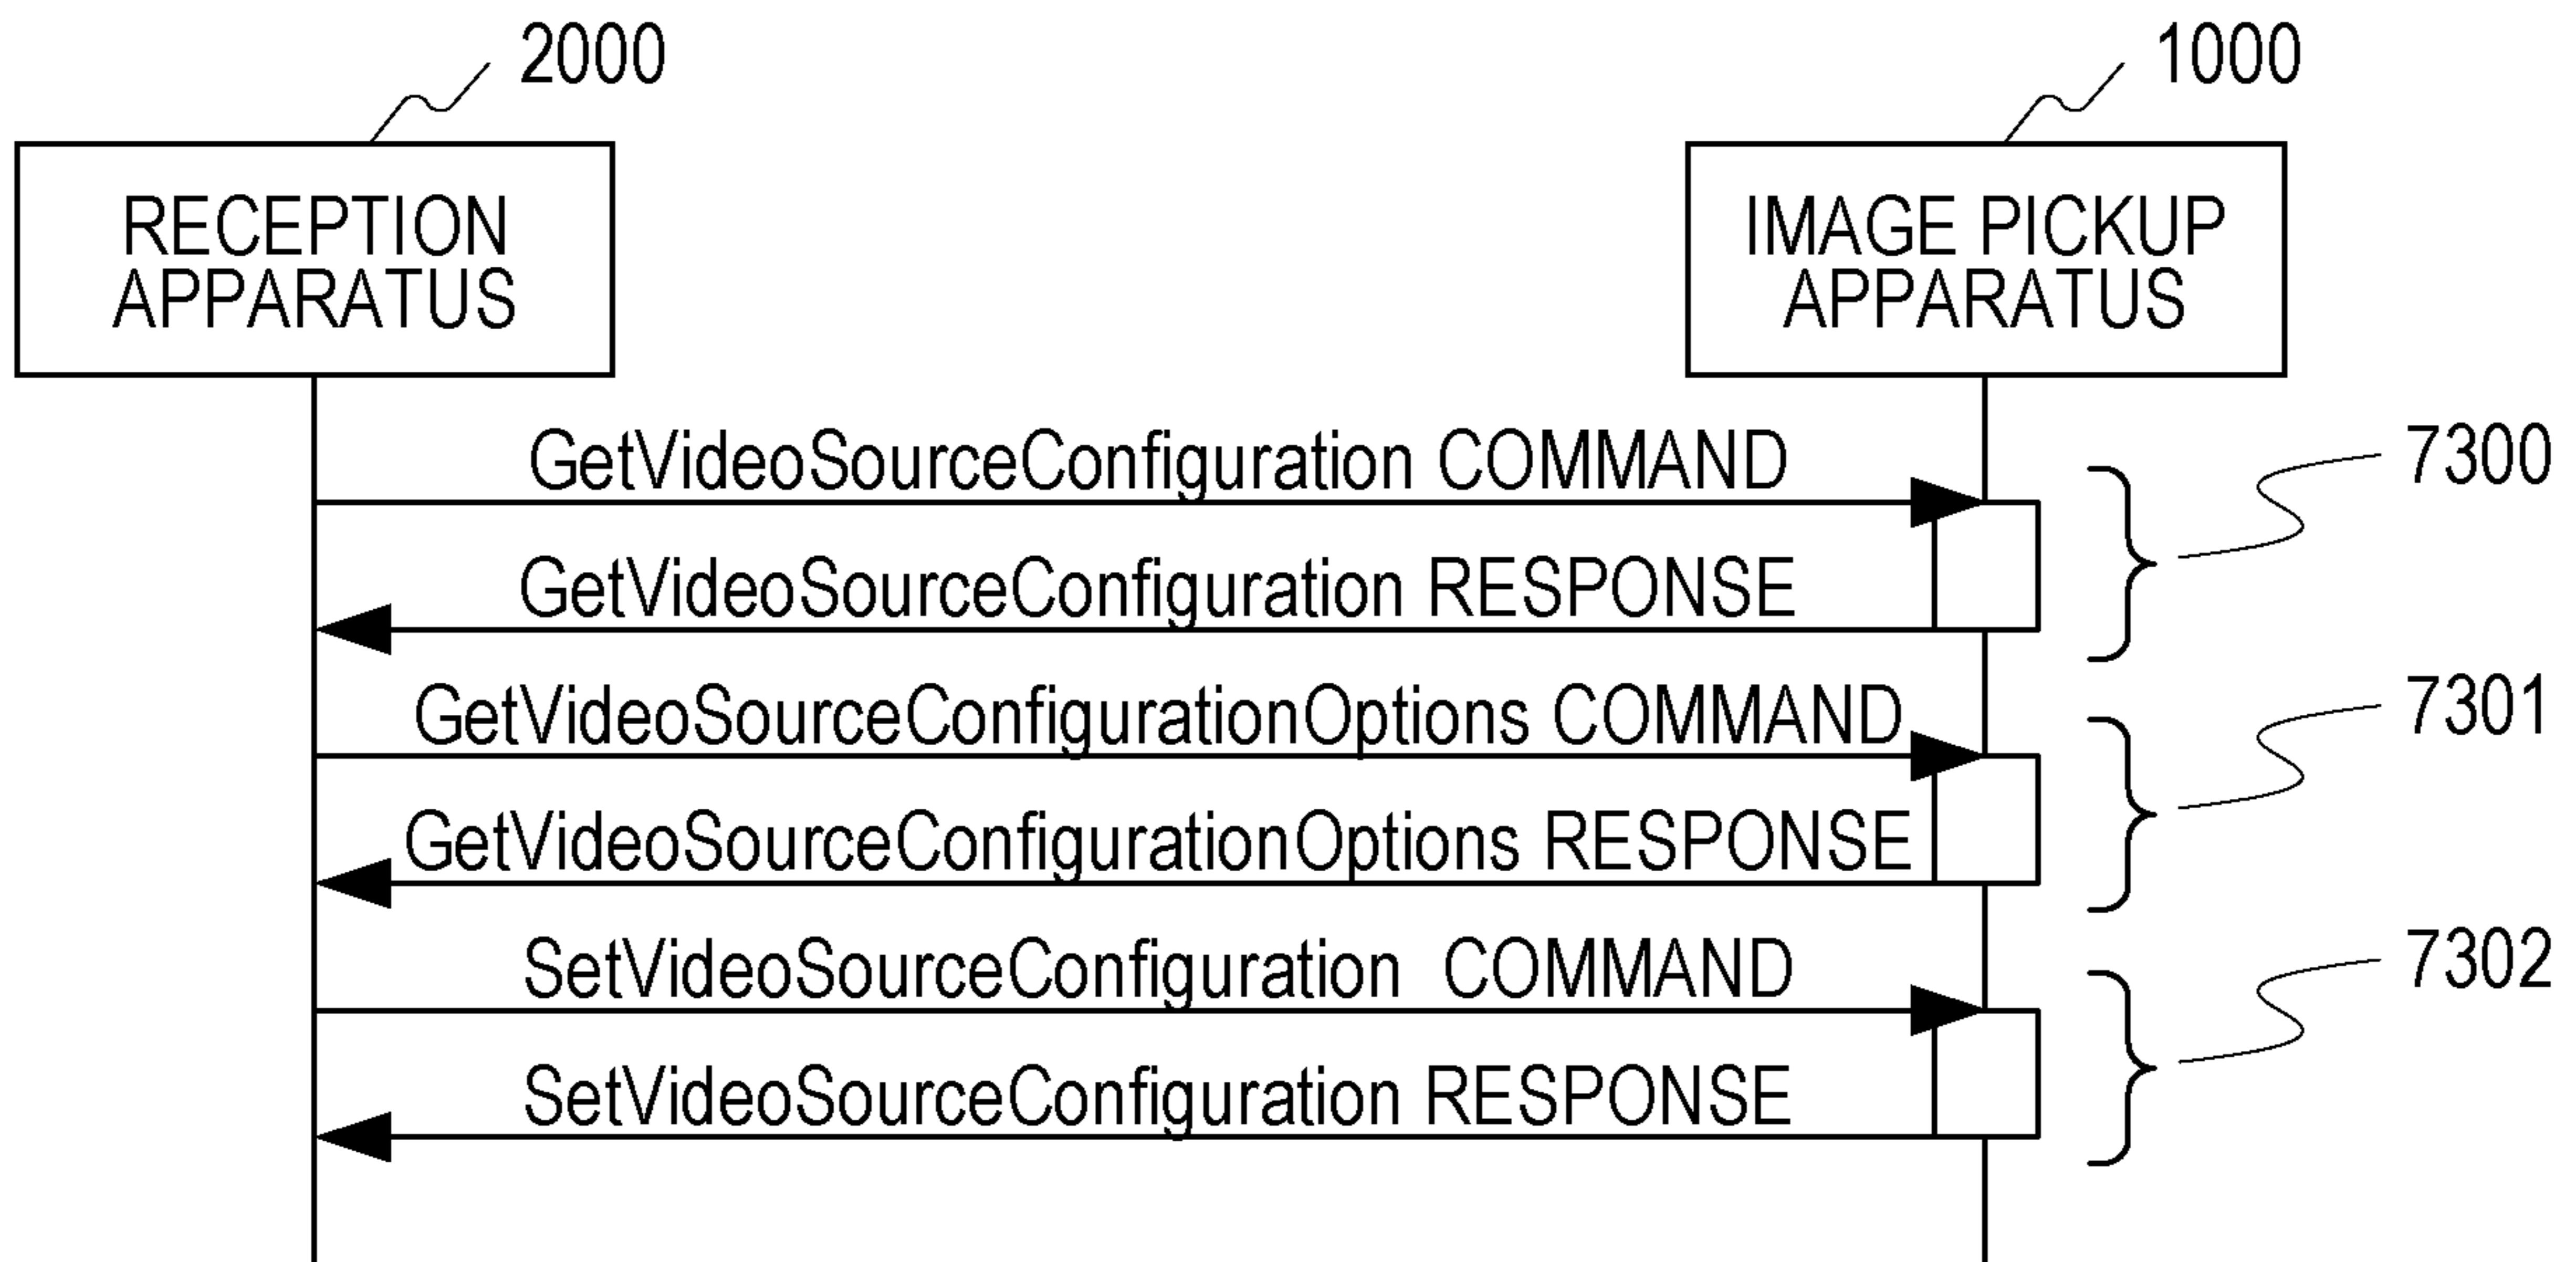 2000
1000
RECEPTION
APPARATUS
IMAGE PICKUP
APPARATUS
GetVideoSourceConfiguration COMMAND
7300
GetVideoSourceConfiguration RESPONSE
GetVideoSourceConfigurationOptions COMMAND
7301
GetVideoSourceConfigurationOptions RESPONSE
SetVideoSourceConfiguration COMMAND
7302
SetVideoSourceConfiguration RESPONSE